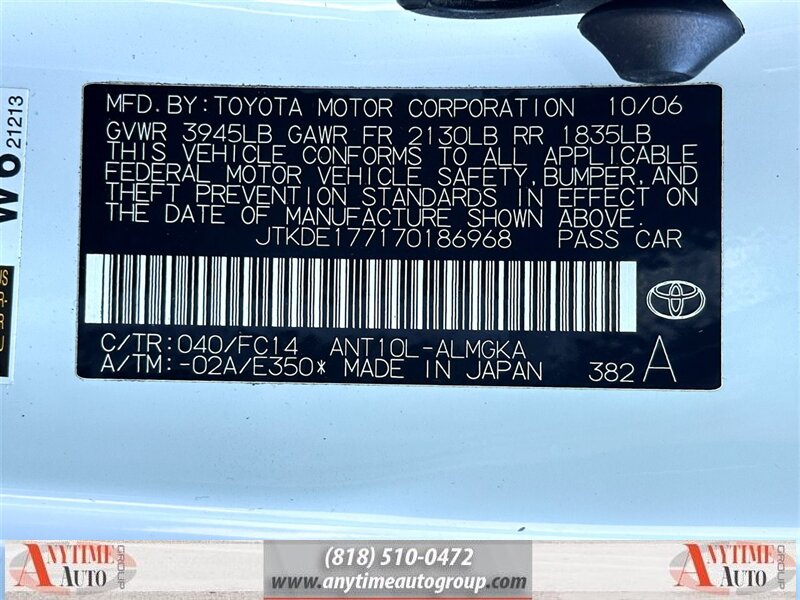 MFD. BY: TOYOTA MOTOR CORPORATION 10/06
GVWR 3945LB GAWR FR 2130LB RR 1835LB
THIS VEHICLE CONFORMS TO ALL APPLICABLE
FEDERAL MOTOR VEHICLE SAFETY, BUMPER, AND
THEFT PREVENTION STANDARDS IN EFFECT ON
THE DATE OF MANUFACTURE SHOWN ABOVE.
JTKDE177170186968 PASS CAR
C/TR: 040/FC14 ANT10L-ALMGKA
A/TM: -02A/E350* MADE IN JAPAN 382 A
21213
ANYTIME AUTO GROUP
(818) 510-0472
www.anytimeautogroup.com
ANYTIME AUTO GROUP